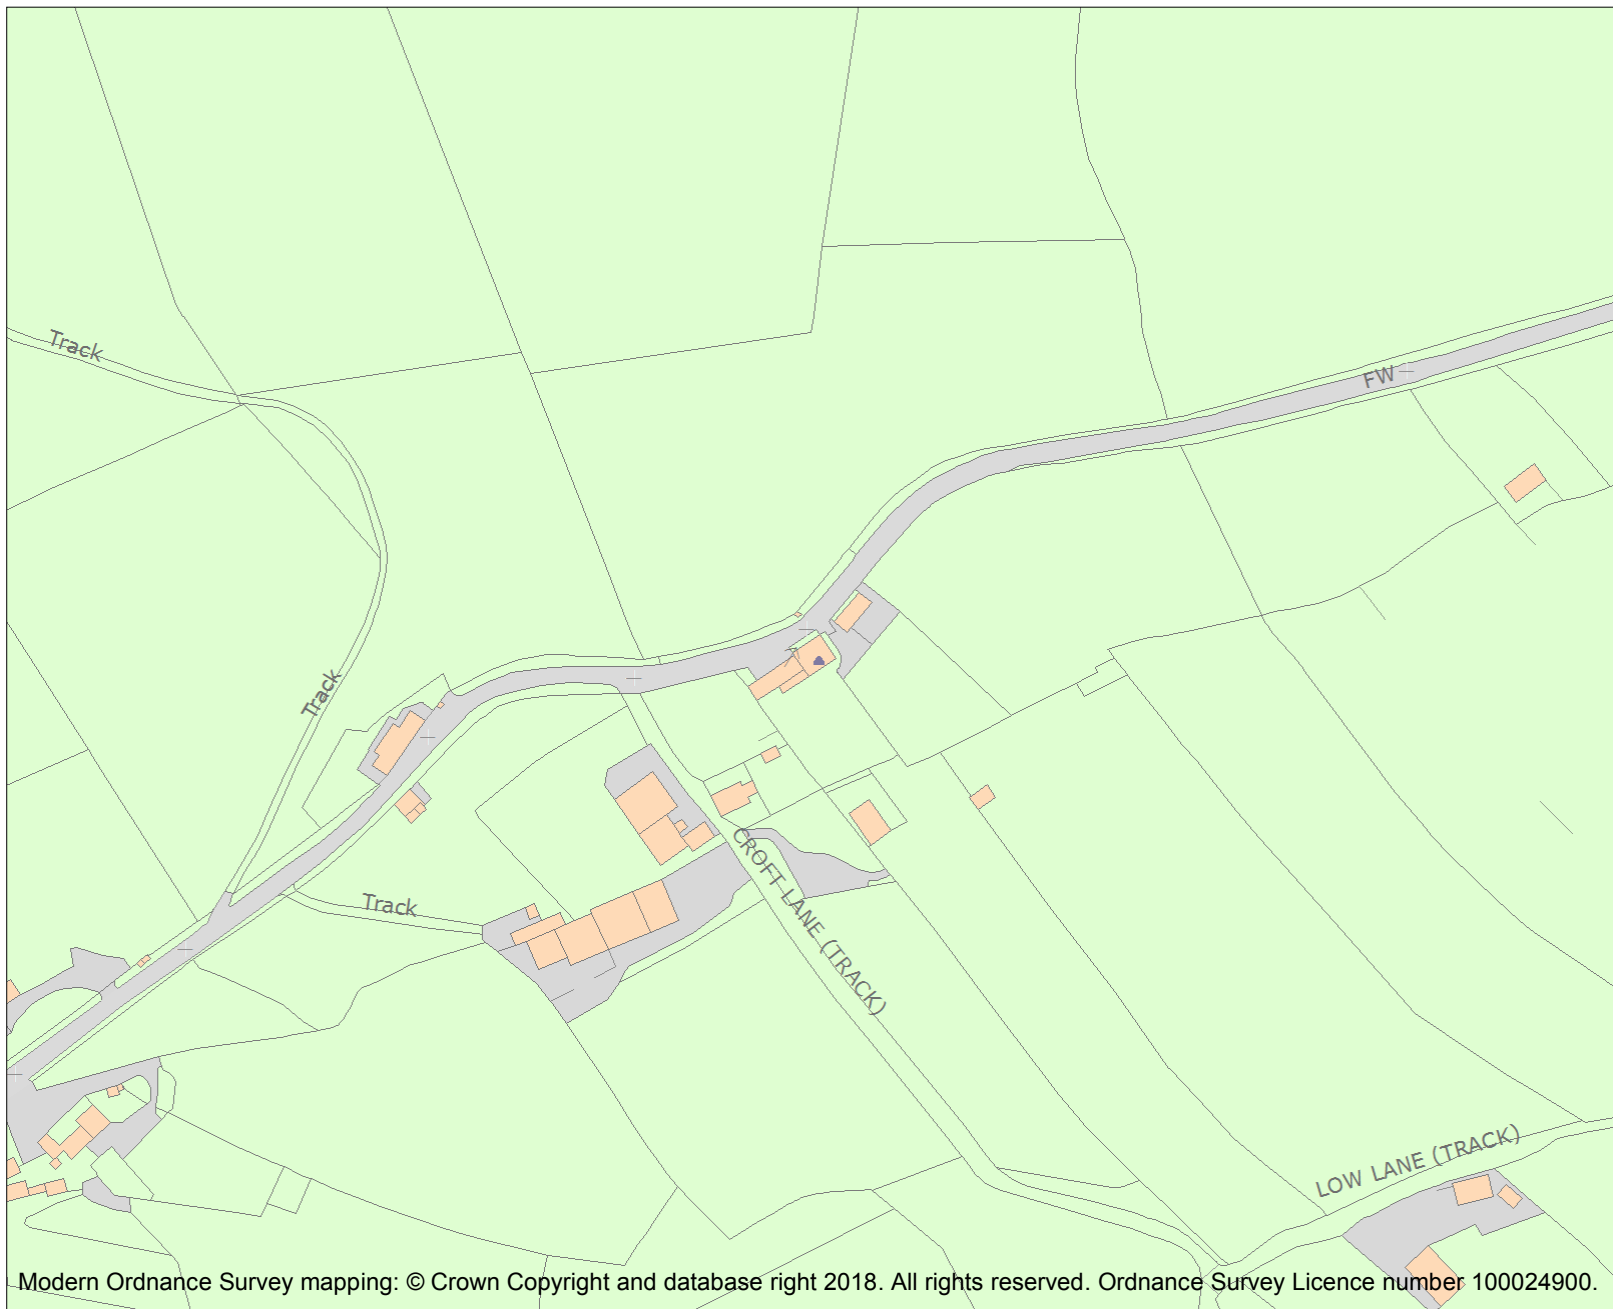 Track
FW
Track
Track
CROFT LANE (TRACK)
LOW LANE (TRACK)
Modern Ordnance Survey mapping: © Crown Copyright and database right 2018. All rights reserved. Ordnance Survey Licence number 100024900.